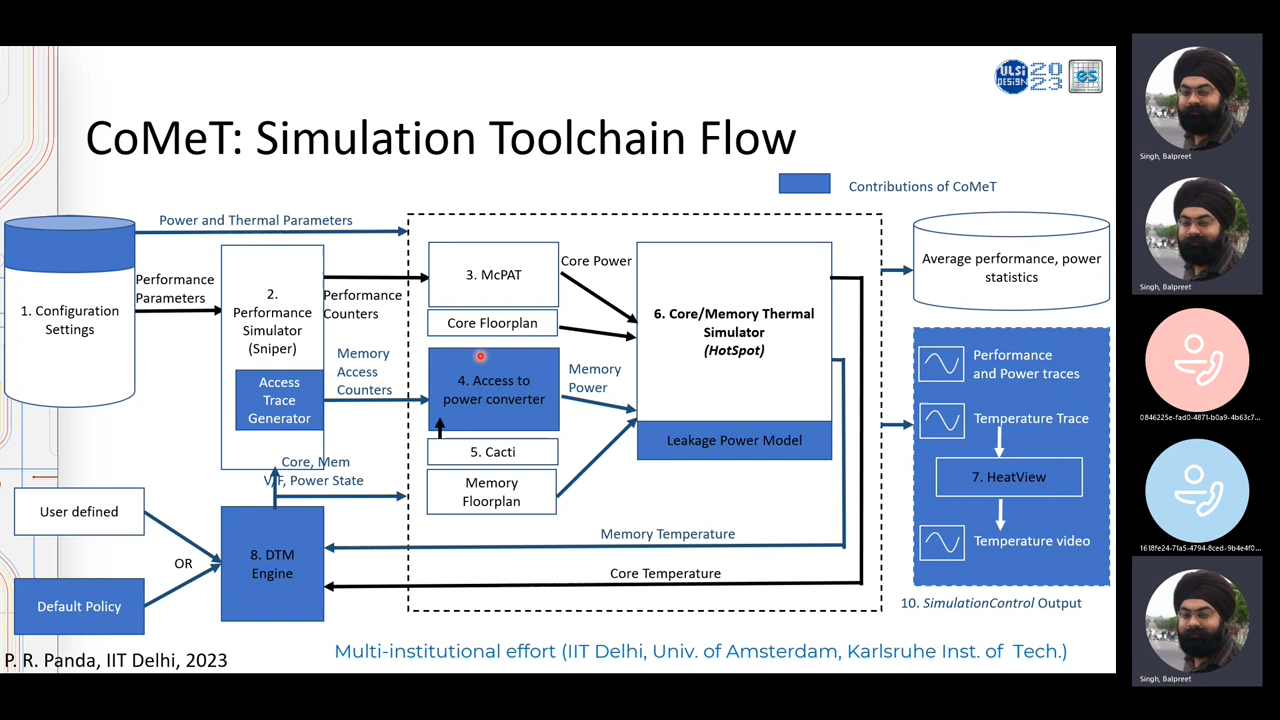 VLSI DESIGN
20
23
es
CoMeT: Simulation Toolchain Flow
Contributions of CoMeT
Power and Thermal Parameters
Performance
Parameters
1. Configuration
Settings
2.
Performance
Simulator
(Sniper)
Access
Trace
Generator
Performance
Counters
Memory
Access
Counters
3. McPAT
Core Floorplan
4. Access to
power converter
5. Cacti
Memory
Floorplan
Core Power
Memory
Power
6. Core/Memory Thermal
Simulator
(HotSpot)
Leakage Power Model
Average performance, power
statistics
Performance
and Power traces
Temperature Trace
7. HeatView
Temperature video
10. SimulationControl Output
Core, Mem
V/F, Power State
User defined
OR
Default Policy
8. DTM
Engine
Memory Temperature
Core Temperature
P. R. Panda, IIT Delhi, 2023
Multi-institutional effort (IIT Delhi, Univ. of Amsterdam, Karlsruhe Inst. of Tech.)
Singh, Balpreet
Singh, Balpreet
0846225e-fad0-4871-b0a9-4b63c7...
1618fe24-71a5-4794-8ced-9b4e4f0...
Singh, Balpreet